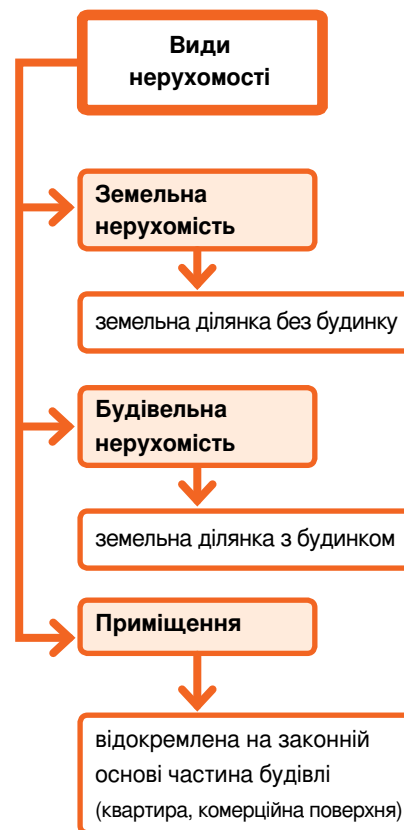 Види
нерухомості
Земельна
нерухомість
земельна ділянка без будинку
Будівельна
нерухомість
земельна ділянка з будинком
Приміщення
відокремлена на законній
основі частина будівлі
(квартира, комерційна поверхня)